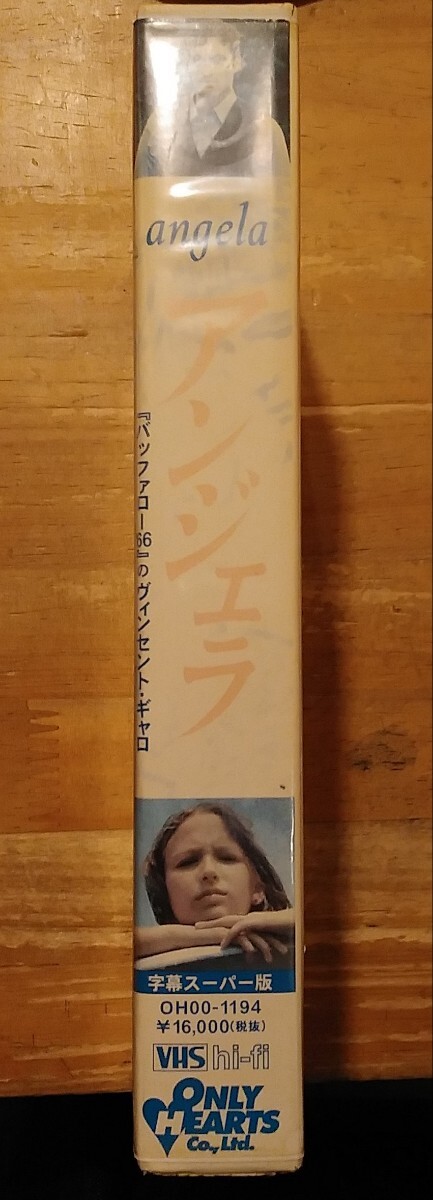 angela
アンジェラ
『バッファロー66』のヴィンセント・ギャロ
字幕スーパー版
OH00-1194
¥16,000(税抜)
VHS hi-fi
ONLY
HEARTS
Co., Ltd.